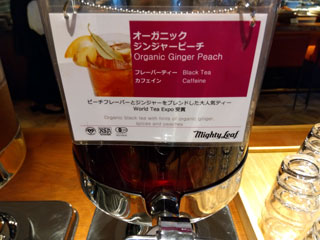 オーガニック
ジンジャーピーチ
Organic Ginger Peach
フレーバーティー Black Tea
カフェイン Caffeine
ピーチフレーバーとジンジャーをブレンドした大人気ティー
World Tea Expo 受賞
Organic black tea with hints of organic ginger,
spices and
Mighty Leaf